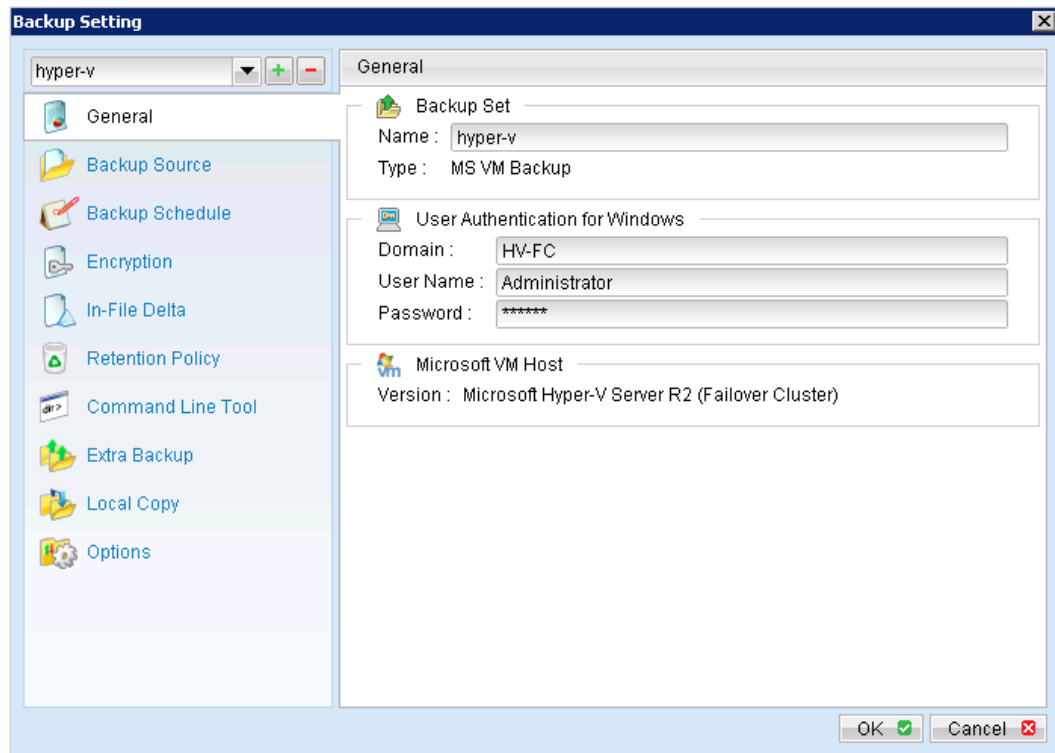 Backup Setting
hyper-v
General
Backup Source
Backup Schedule
Encryption
In-File Delta
Retention Policy
dir>
Command Line Tool
Extra Backup
Local Copy
Options
General
Backup Set
Name : hyper-v
Type : MS VM Backup
User Authentication for Windows
Domain : HV-FC
User Name : Administrator
Password : ******
vm
Microsoft VM Host
Version : Microsoft Hyper-V Server R2 (Failover Cluster)
OK
Cancel